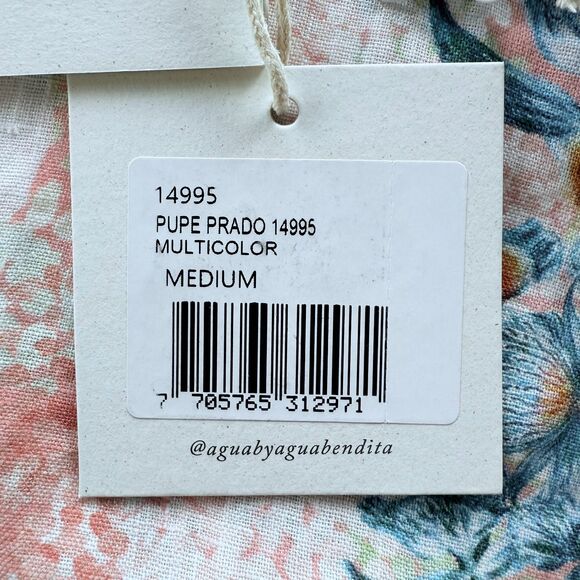 14995
PUPE PRADO 14995
MULTICOLOR
MEDIUM
7 705765 312971
@aguabyaguabendita